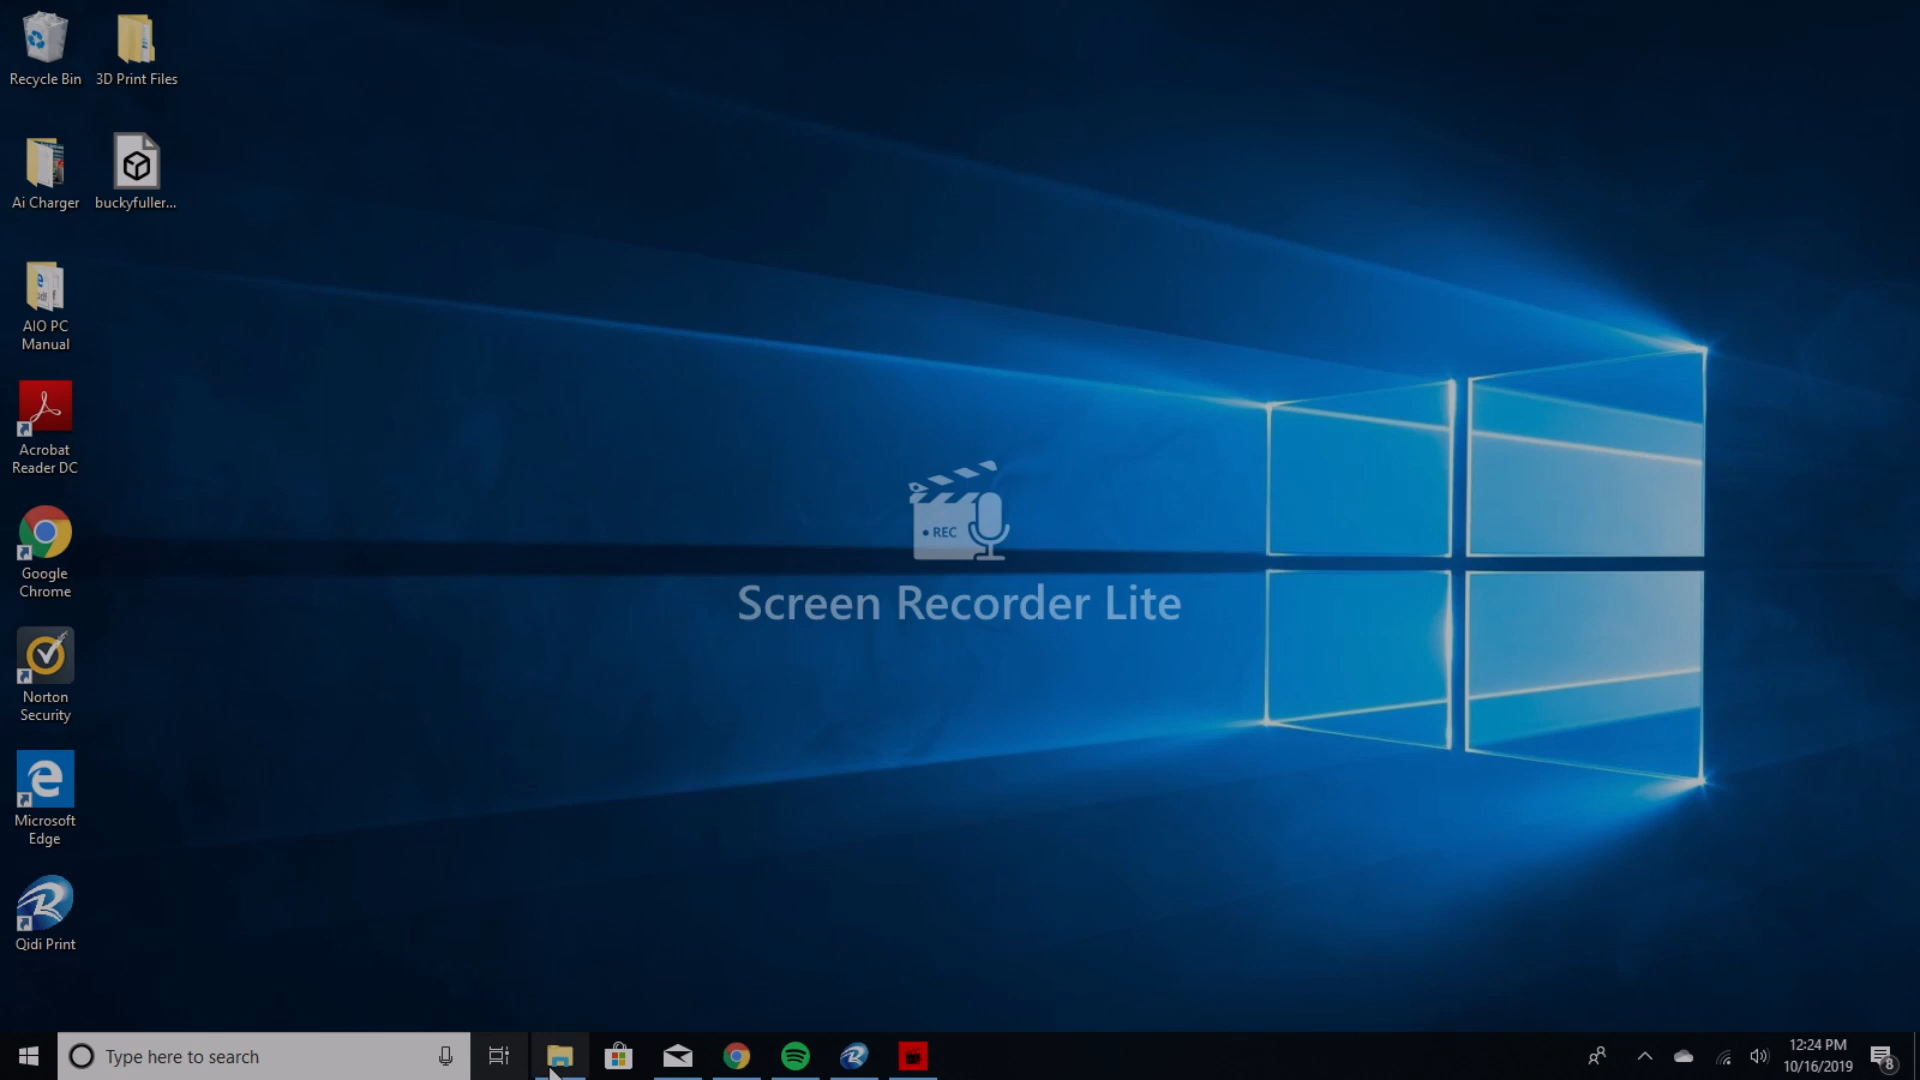 Recycle Bin
3D Print Files
Ai Charger
buckyfuller...
AIO PC
Manual
Acrobat
Reader DC
Google
Chrome
Norton
Security
Microsoft
Edge
Qidi Print
REC
Screen Recorder Lite
Type here to search
12:24 PM
10/16/2019
8